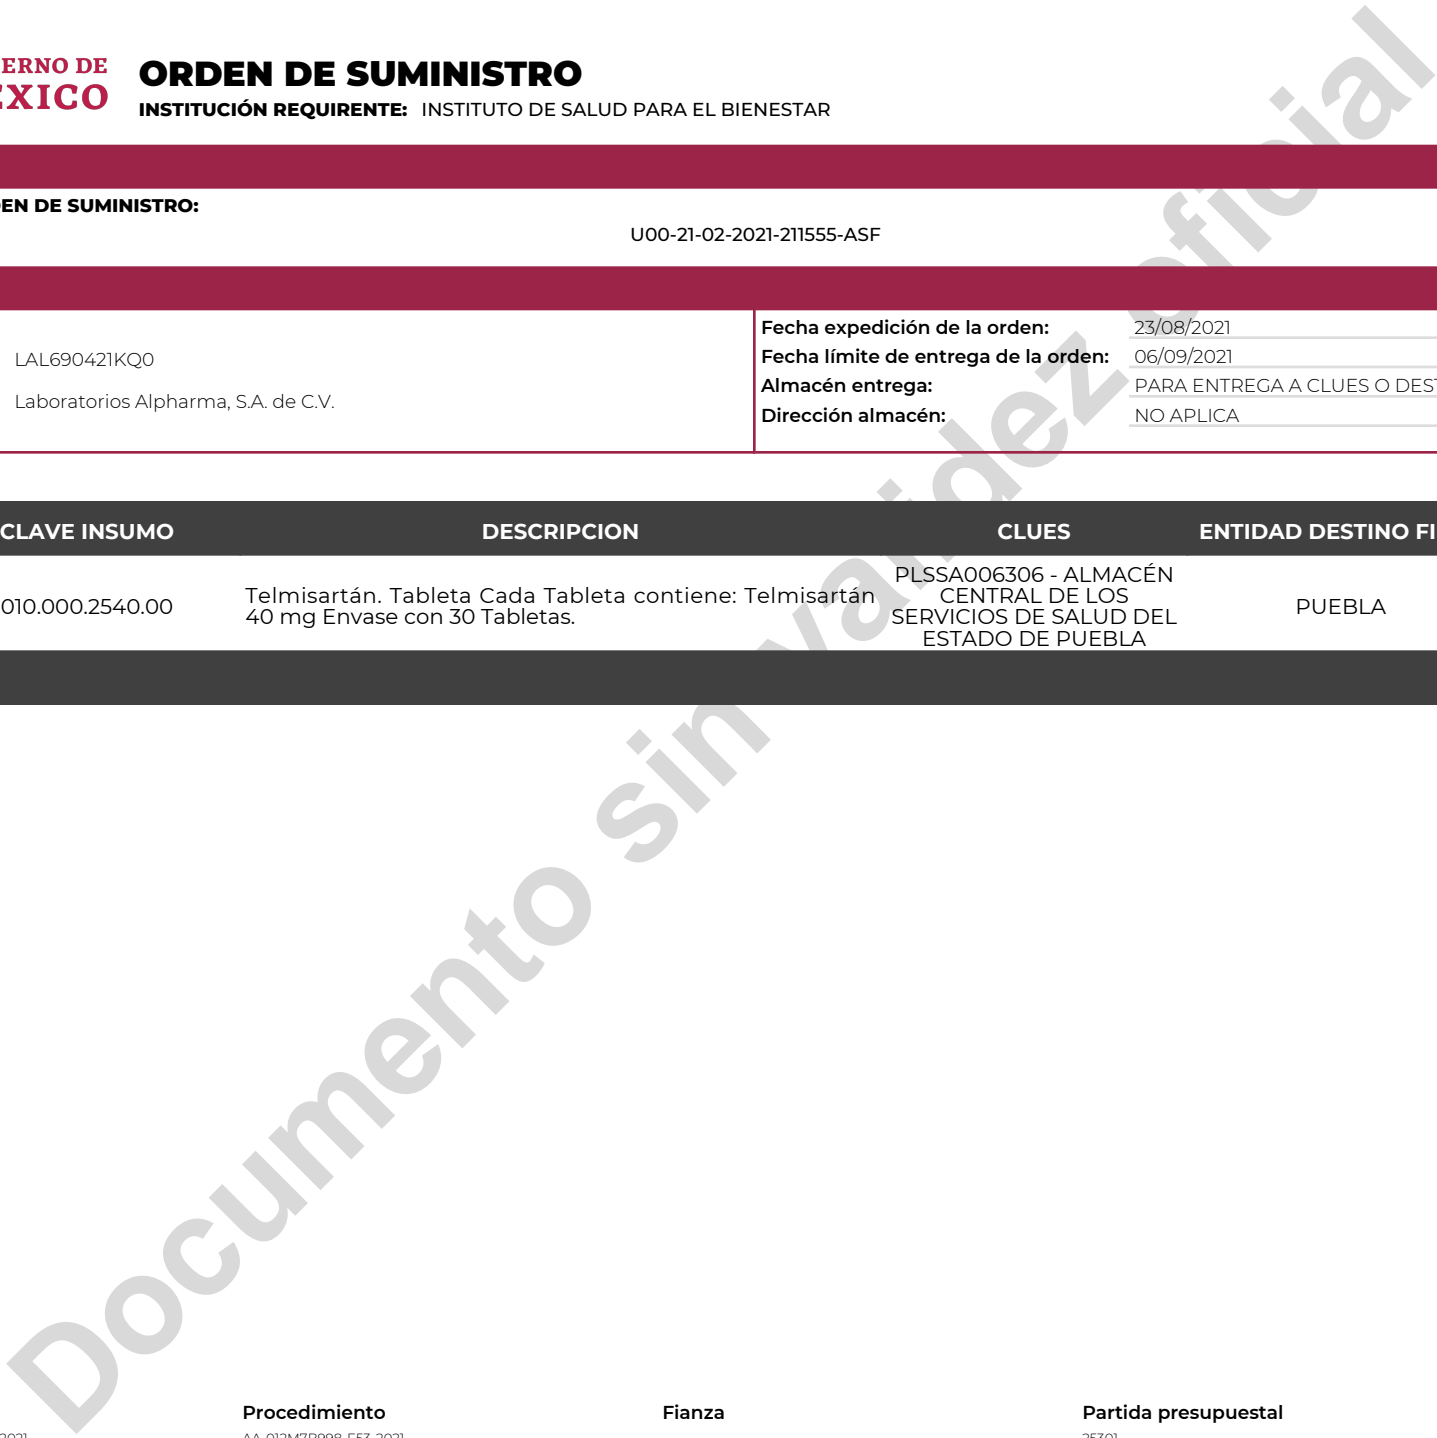 ERNO DE
ÉXICO
ORDEN DE SUMINISTRO
INSTITUCIÓN REQUIRENTE: INSTITUTO DE SALUD PARA EL BIENESTAR
EN DE SUMINISTRO:
U00-21-02-2021-211555-ASF
LAL690421KQ0
Laboratorios Alpharma, S.A. de C.V.
Fecha expedición de la orden: 23/08/2021
Fecha límite de entrega de la orden: 06/09/2021
Almacén entrega: PARA ENTREGA A CLUES O DEST
Dirección almacén: NO APLICA
CLAVE INSUMO DESCRIPCION CLUES ENTIDAD DESTINO FI
010.000.2540.00
Telmisartán. Tableta Cada Tableta contiene: Telmisartán
40 mg Envase con 30 Tabletas.
PLSSA006306 - ALMACÉN
CENTRAL DE LOS
SERVICIOS DE SALUD DEL
ESTADO DE PUEBLA
PUEBLA
Documento sin validez oficial
Procedimiento Fianza Partida presupuestal